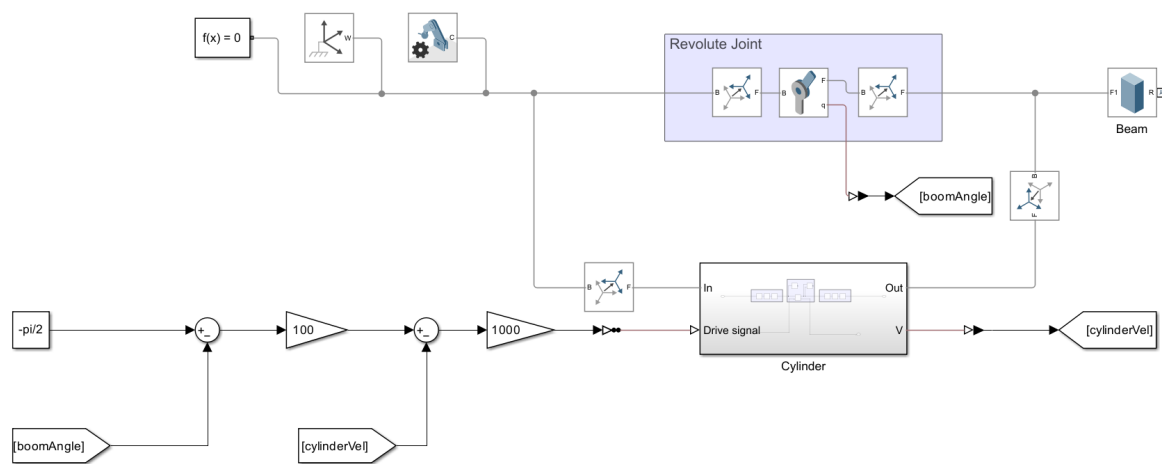 f(x) = 0
W
C
Revolute Joint
B
F
B
F
q
B
F
F1
R
Beam
[boomAngle]
B
F
B
F
In
Out
Drive signal
V
Cylinder
[cylinderVel]
-pi/2
+
−
100
+
−
1000
[boomAngle]
[cylinderVel]